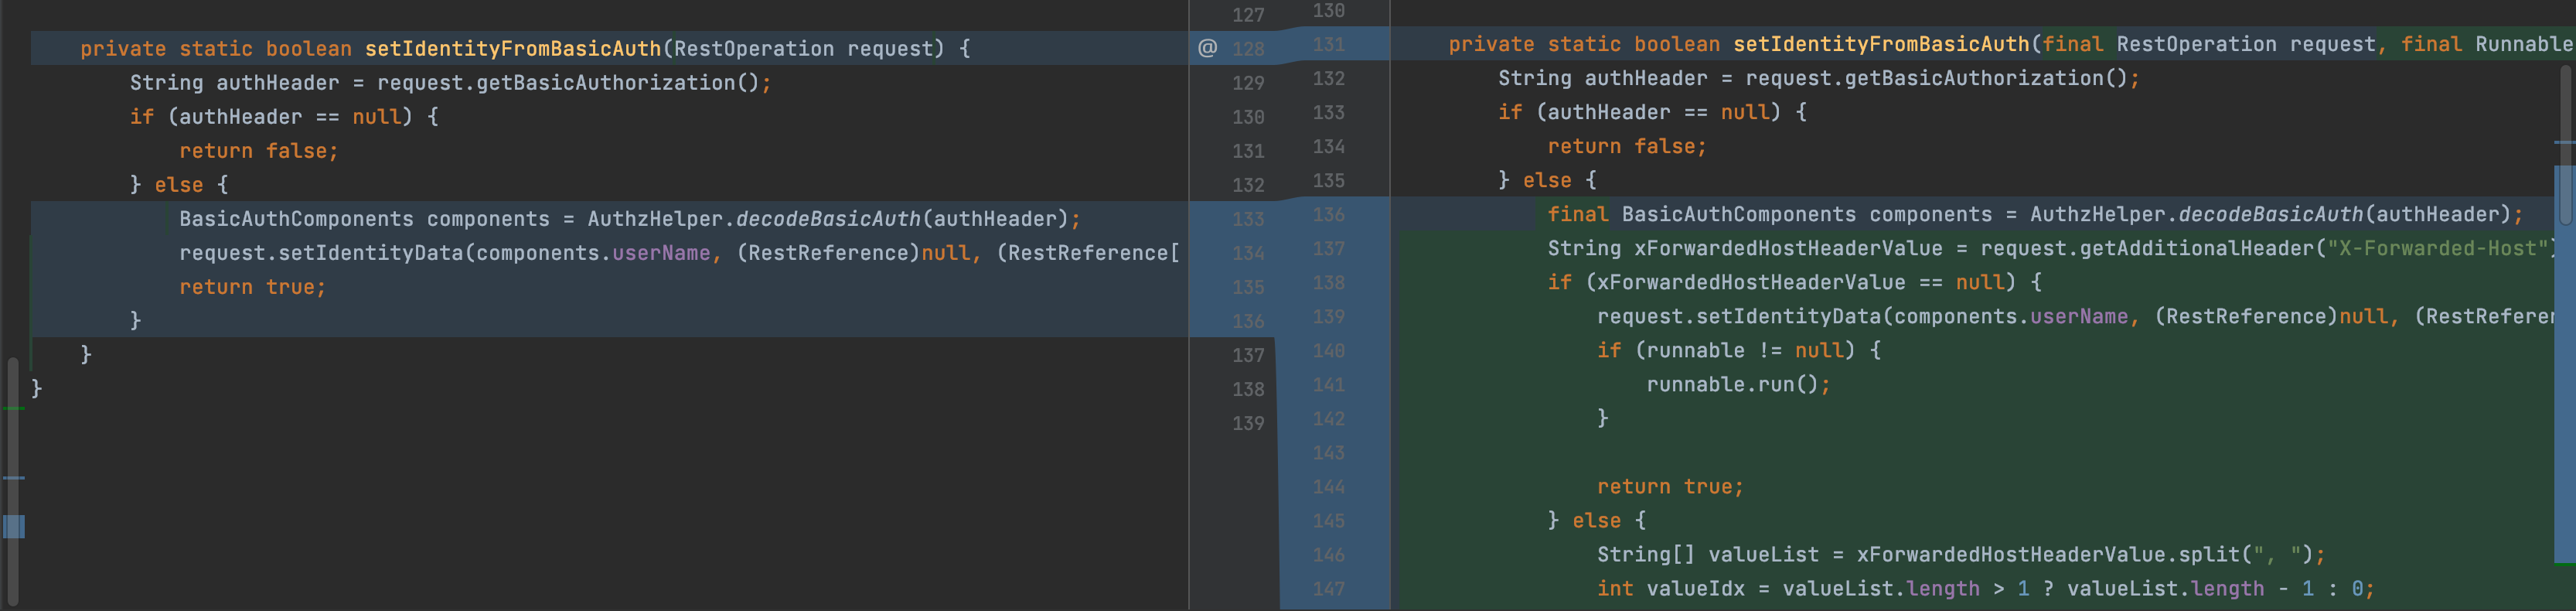 127
private static boolean setIdentityFromBasicAuth(RestOperation request) {
@ 128
String authHeader = request.getBasicAuthorization();
129
if (authHeader == null) {
130
return false;
131
} else {
132
BasicAuthComponents components = AuthzHelper.decodeBasicAuth(authHeader);
133
request.setIdentityData(components.userName, (RestReference)null, (RestReference[
134
return true;
135
}
136
}
137
}
138
139
130
131
private static boolean setIdentityFromBasicAuth(final RestOperation request, final Runnable
132
String authHeader = request.getBasicAuthorization();
133
if (authHeader == null) {
134
return false;
135
} else {
136
final BasicAuthComponents components = AuthzHelper.decodeBasicAuth(authHeader);
137
String xForwardedHostHeaderValue = request.getAdditionalHeader("X-Forwarded-Host")
138
if (xForwardedHostHeaderValue == null) {
139
request.setIdentityData(components.userName, (RestReference)null, (RestReferen
140
if (runnable != null) {
141
runnable.run();
142
}
143
144
return true;
145
} else {
146
String[] valueList = xForwardedHostHeaderValue.split(", ");
147
int valueIdx = valueList.length > 1 ? valueList.length - 1 : 0;